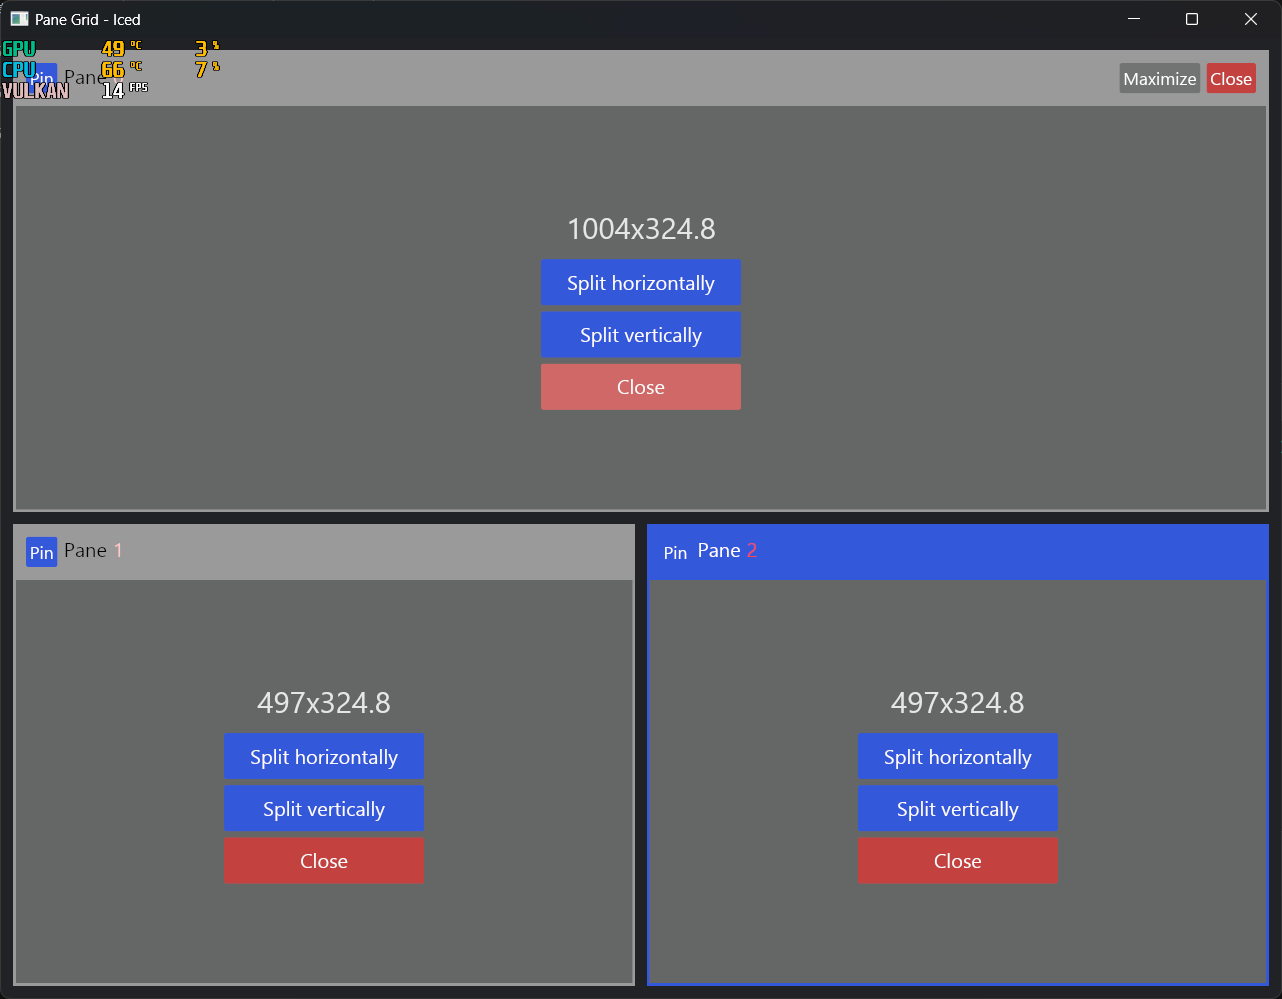 Pane Grid - Iced
GPU 49 °C 3 %
CPU 66 °C 7 %
Pin Pane Maximize Close
VULKAN 14 FPS
1004x324.8
Split horizontally
Split vertically
Close
Pin Pane 1
497x324.8
Split horizontally
Split vertically
Close
Pin Pane 2
497x324.8
Split horizontally
Split vertically
Close